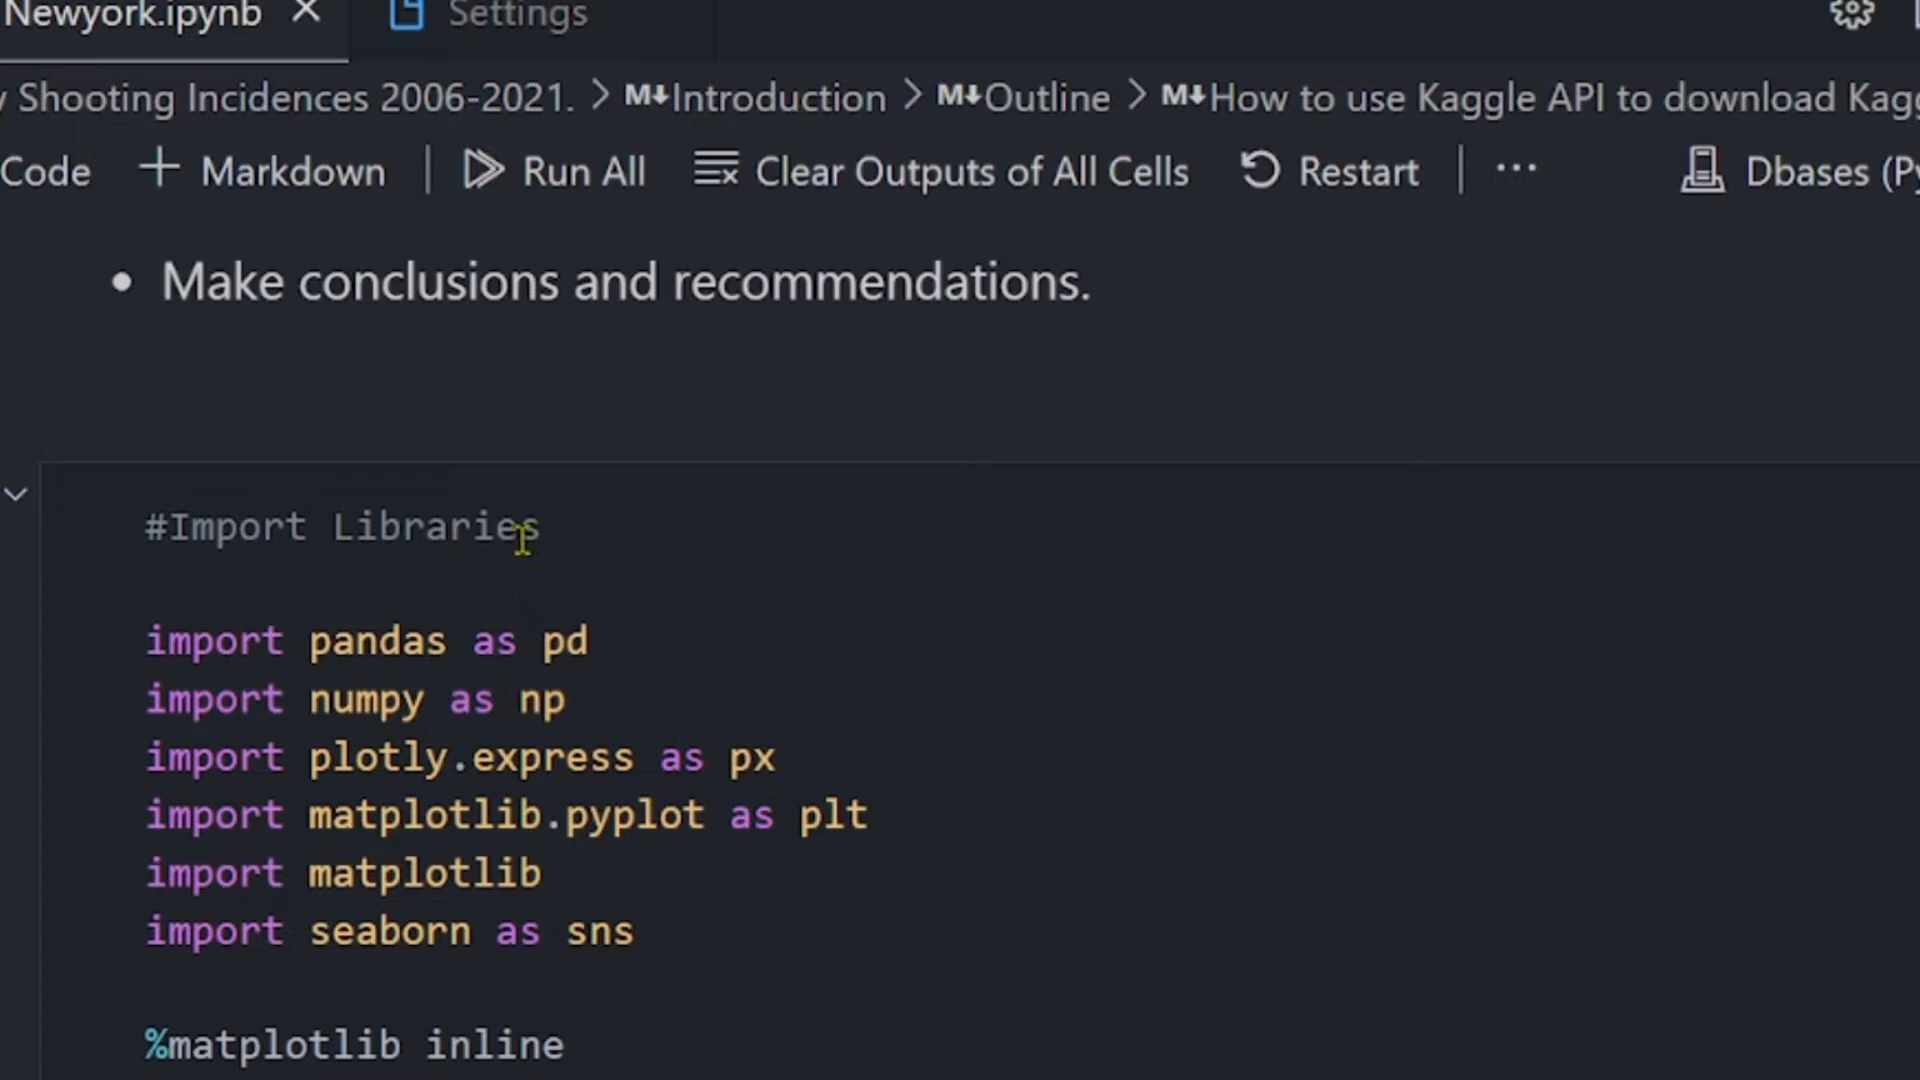 Newyork.ipynb × Settings
Shooting Incidences 2006-2021. > M↓Introduction > M↓Outline > M↓How to use Kaggle API to download
Code + Markdown | Run All Clear Outputs of All Cells Restart | ··· Dbases
• Make conclusions and recommendations.
#Import Libraries
import pandas as pd
import numpy as np
import plotly.express as px
import matplotlib.pyplot as plt
import matplotlib
import seaborn as sns
%matplotlib inline